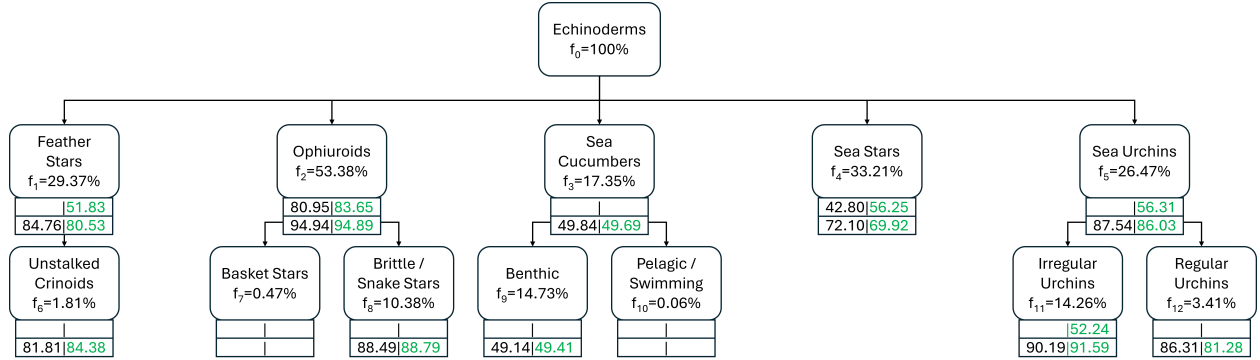 Echinoderms
f0=100%
Feather
Stars
f1=29.37%
|51.83
84.76|80.53
Ophiuroids
f2=53.38%
80.95|83.65
94.94|94.89
Sea
Cucumbers
f3=17.35%
|
49.84|49.69
Sea Stars
f4=33.21%
42.80|56.25
72.10|69.92
Sea Urchins
f5=26.47%
|56.31
87.54|86.03
Unstalked
Crinoids
f6=1.81%
|
81.81|84.38
Basket Stars
f7=0.47%
|
|
Brittle /
Snake Stars
f8=10.38%
|
88.49|88.79
Benthic
f9=14.73%
|
49.14|49.41
Pelagic /
Swimming
f10=0.06%
|
|
Irregular
Urchins
f11=14.26%
|52.24
90.19|91.59
Regular
Urchins
f12=3.41%
|
86.31|81.28